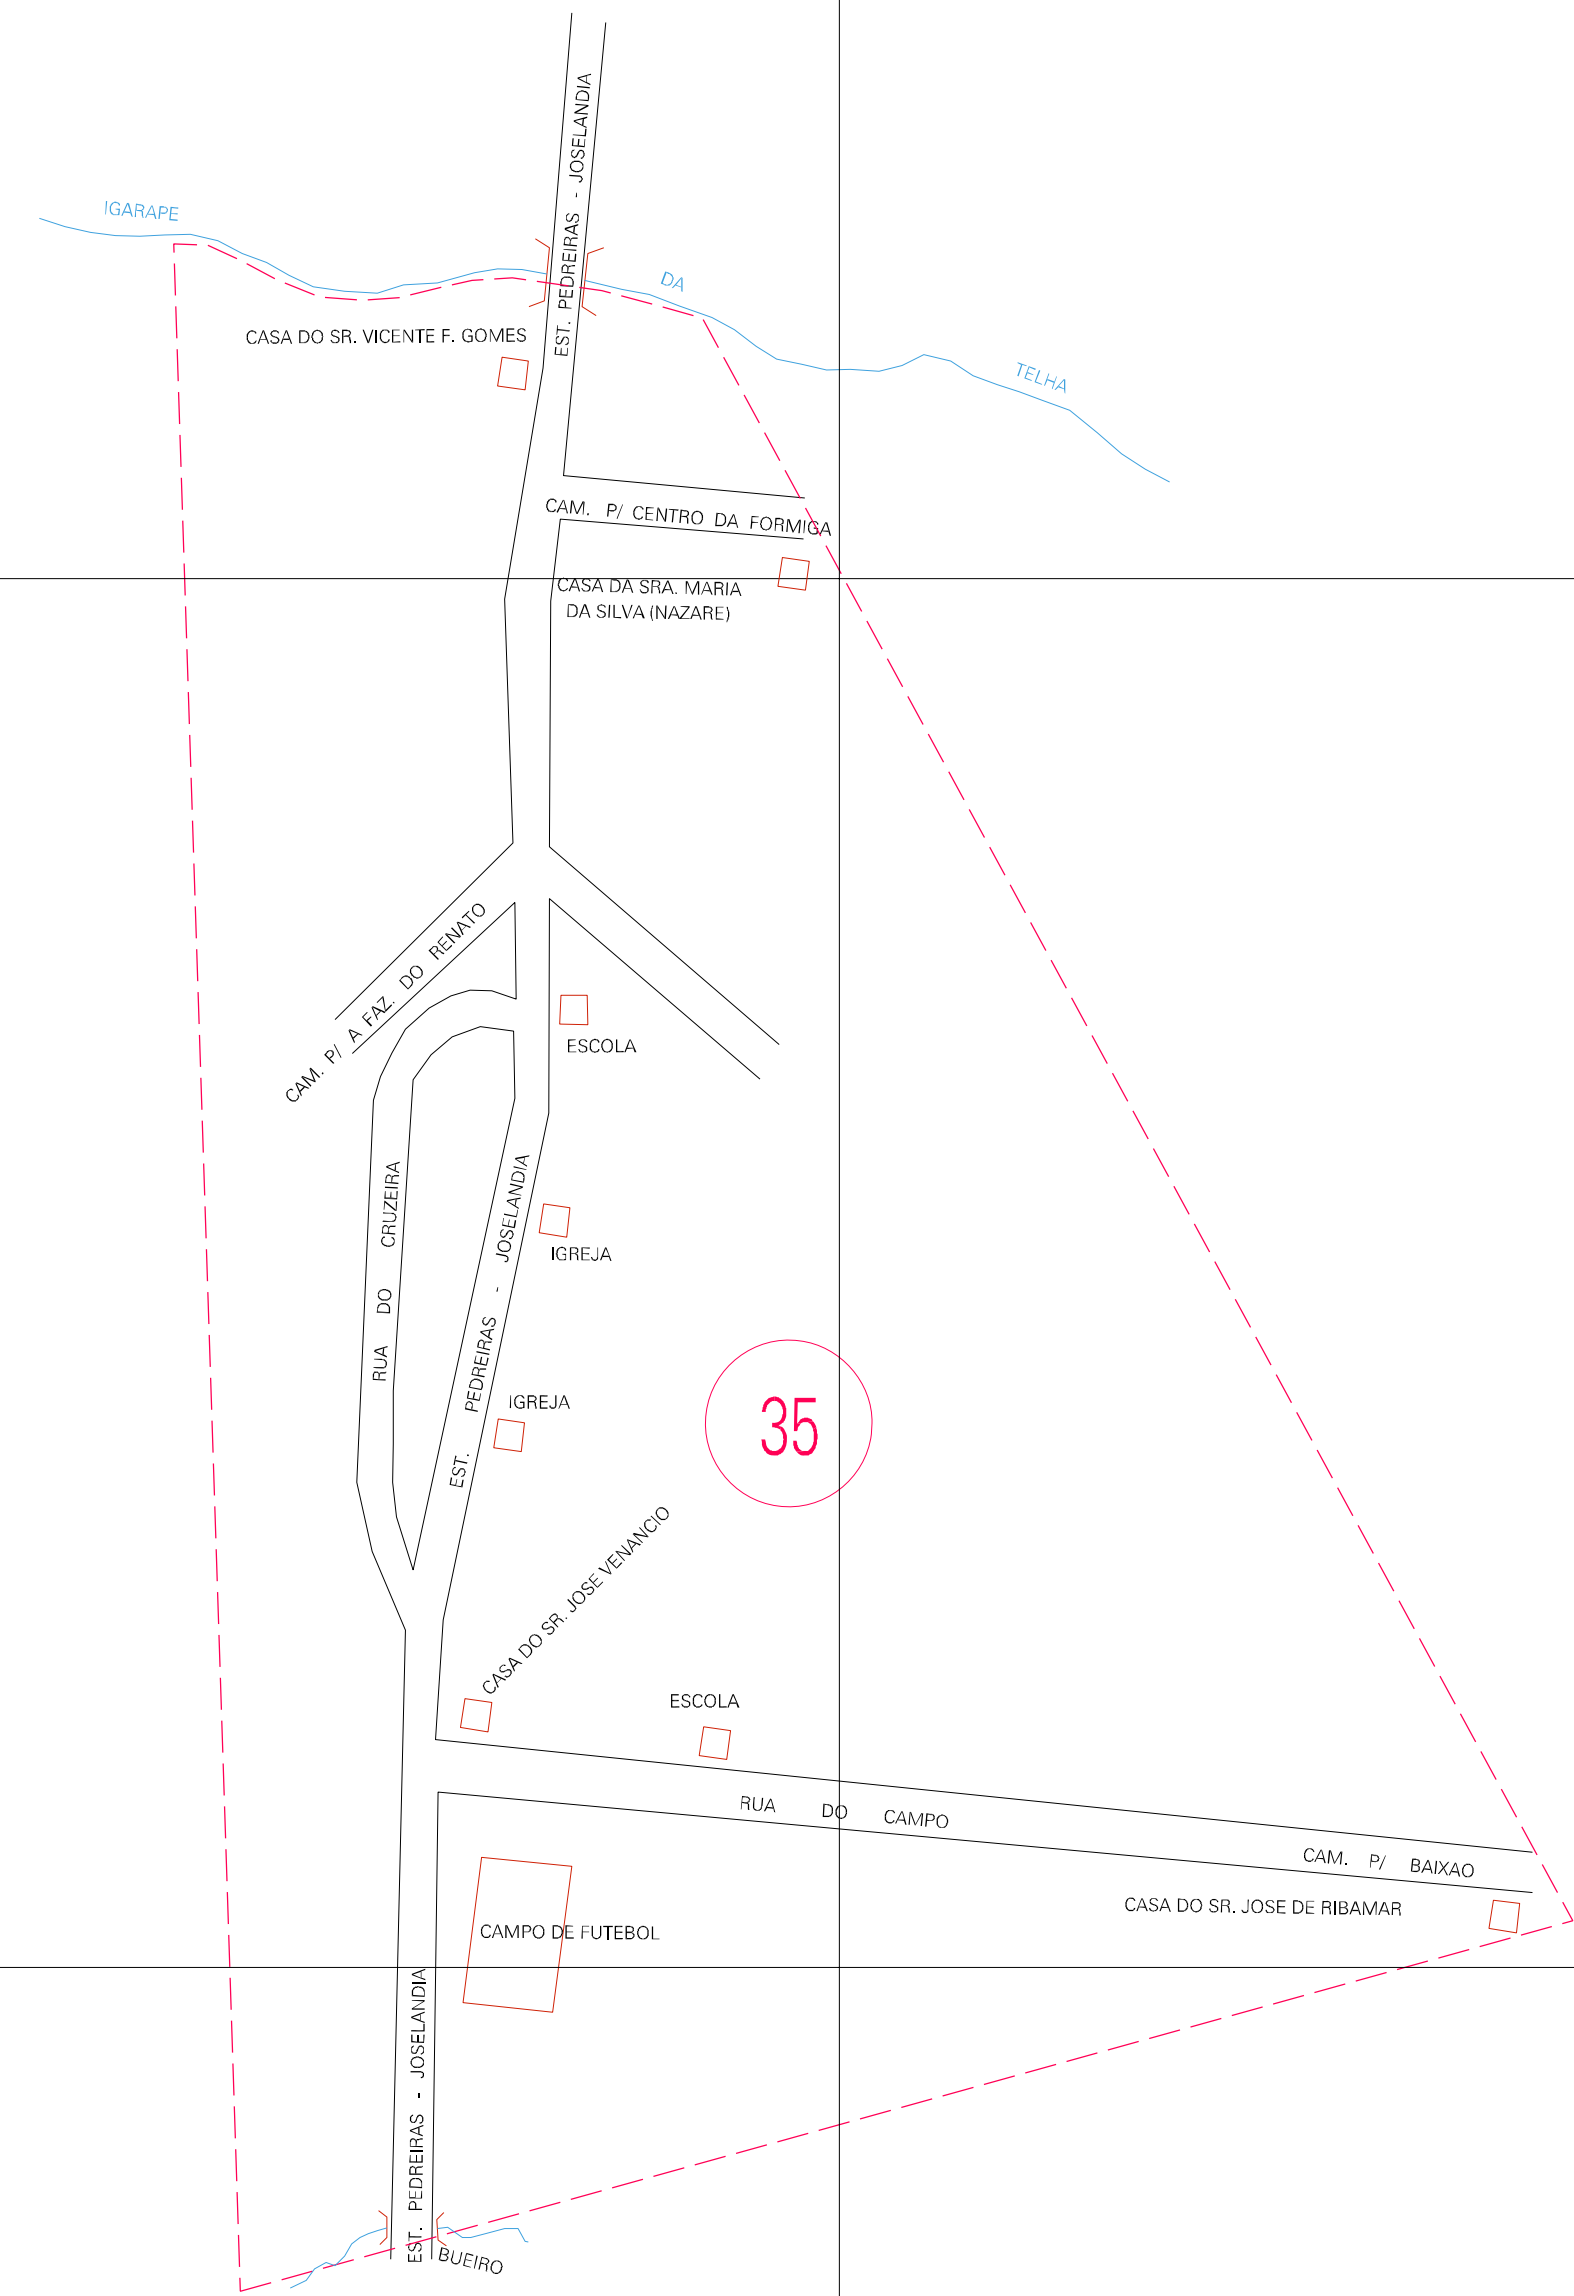 EST. PEDREIRAS - JOSELANDIA
IGARAPE
DA
TELHA
CASA DO SR. VICENTE F. GOMES
CAM. P/ CENTRO DA FORMIGA
CASA DA SRA. MARIA
DA SILVA (NAZARE)
CAM. P/ A FAZ. DO RENATO
ESCOLA
RUA DO CRUZEIRA
EST. PEDREIRAS - JOSELANDIA
IGREJA
IGREJA
35
CASA DO SR. JOSE VENANCIO
ESCOLA
RUA DO CAMPO
CAM. P/ BAIXAO
CASA DO SR. JOSE DE RIBAMAR
CAMPO DE FUTEBOL
EST. PEDREIRAS - JOSELANDIA
BUEIRO